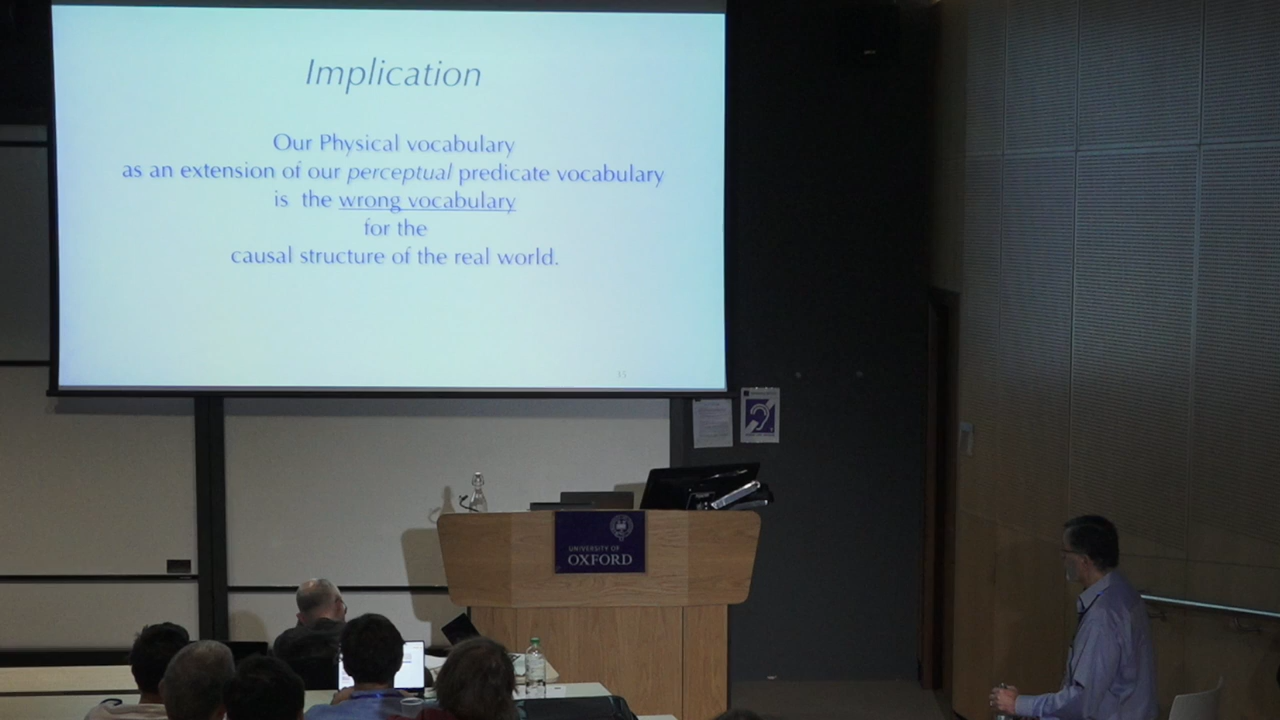 Implication
Our Physical vocabulary
as an extension of our perceptual predicate vocabulary
is the wrong vocabulary
for the
causal structure of the real world.
UNIVERSITY OF
OXFORD